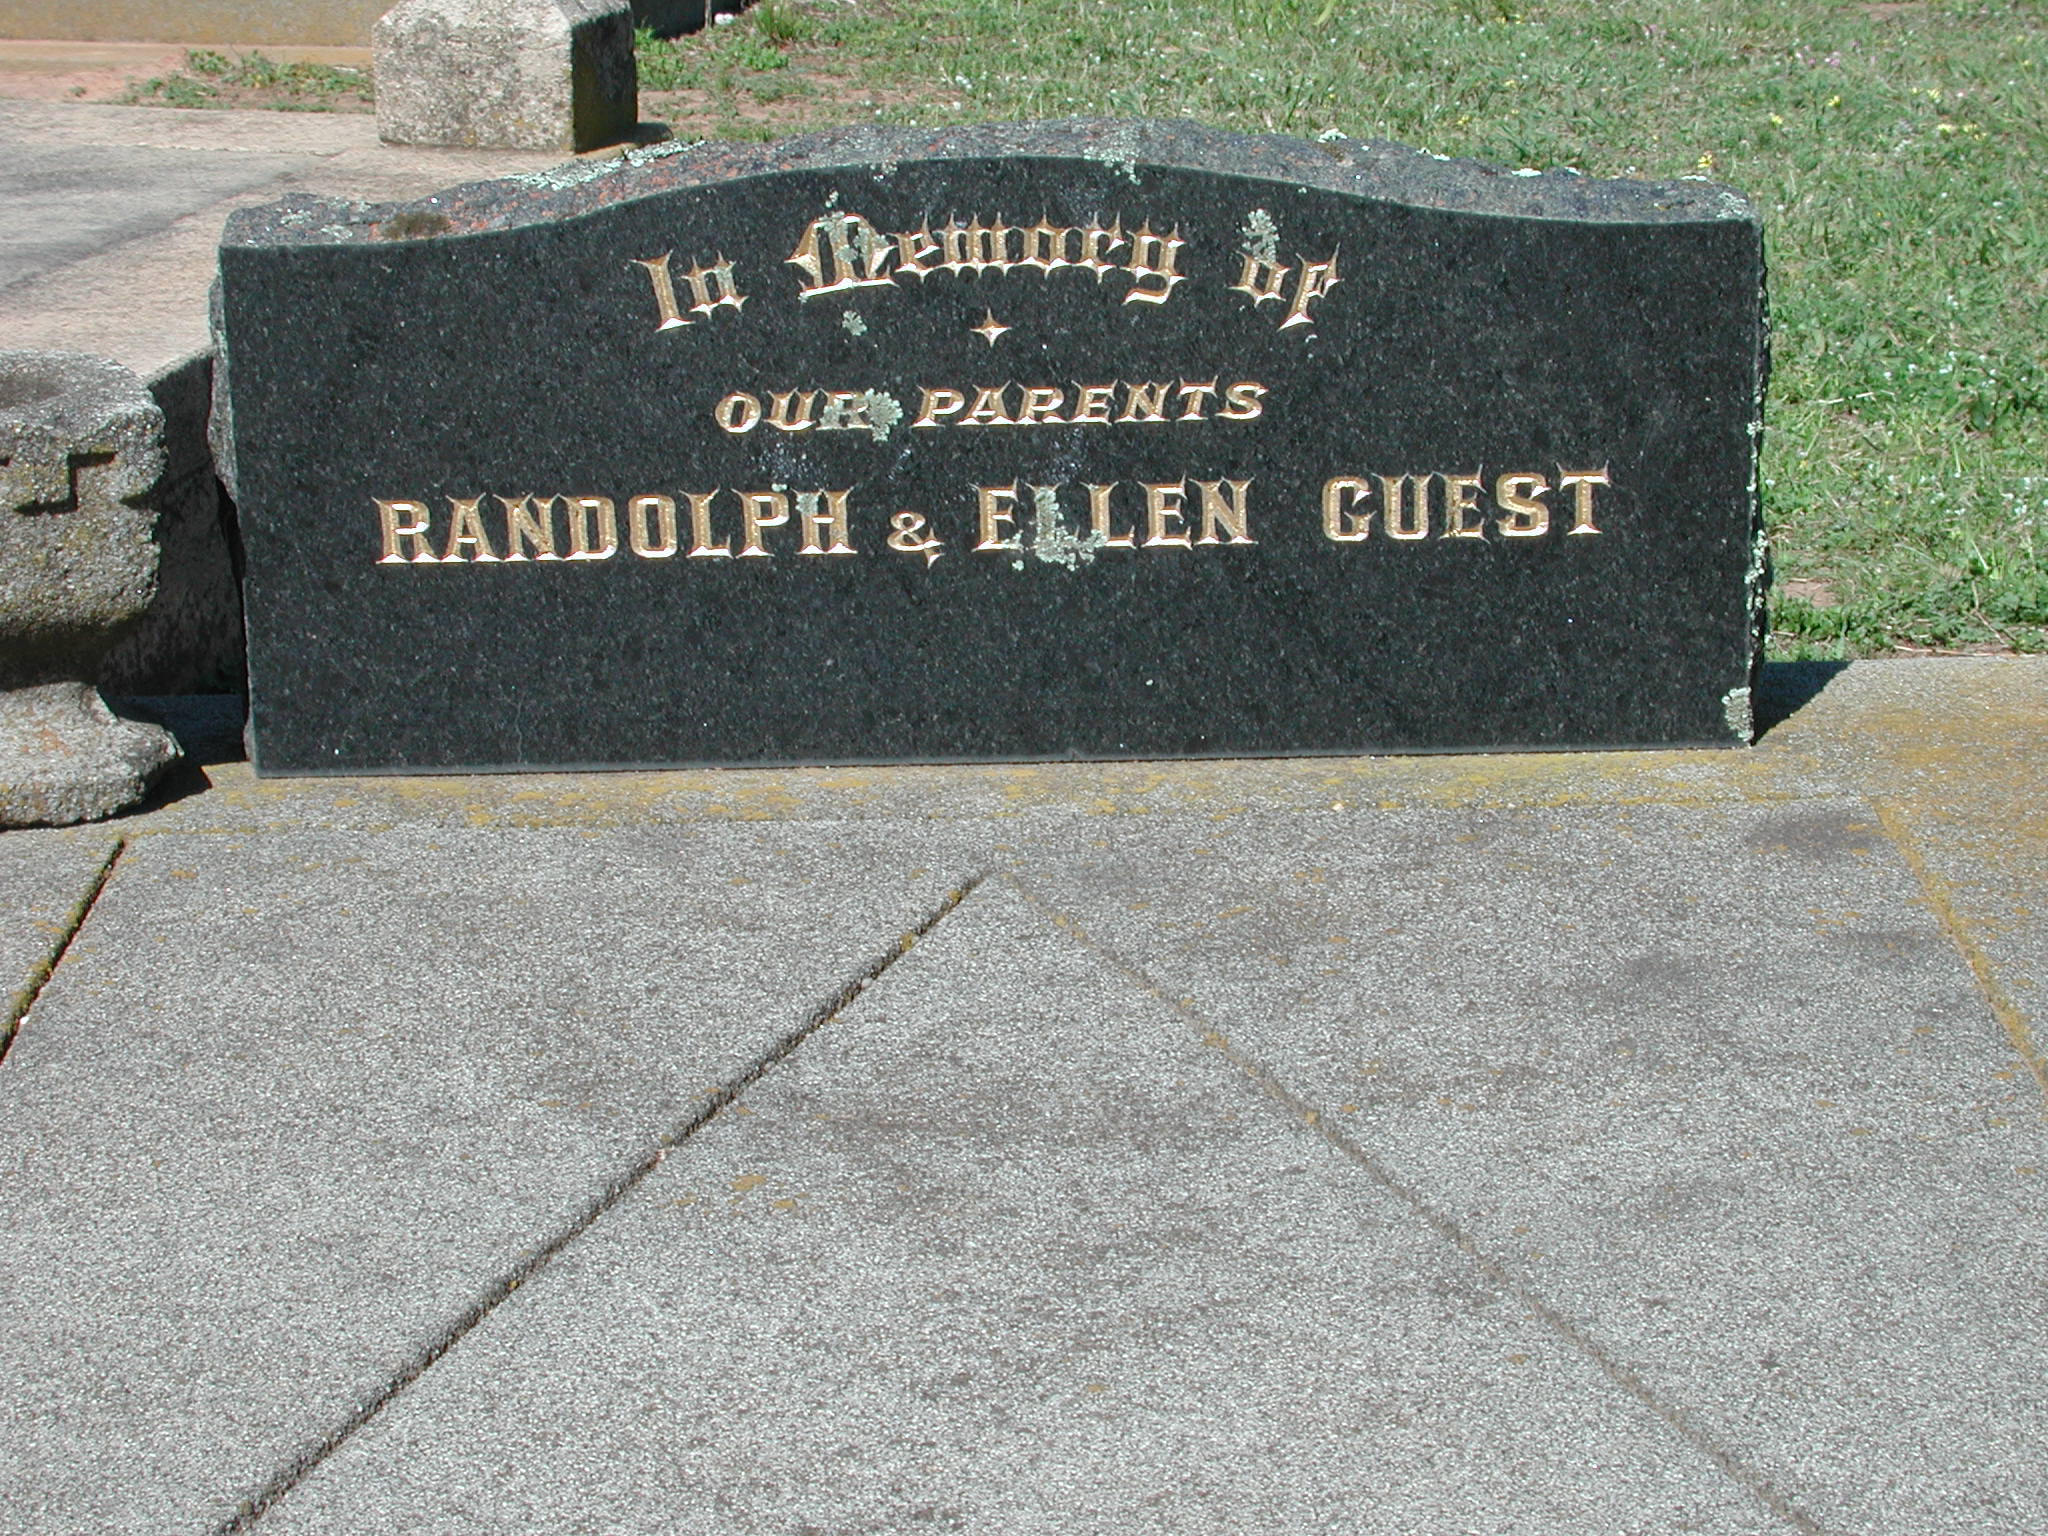 In Memory of
OUR PARENTS
RANDOLPH & ELLEN GUEST